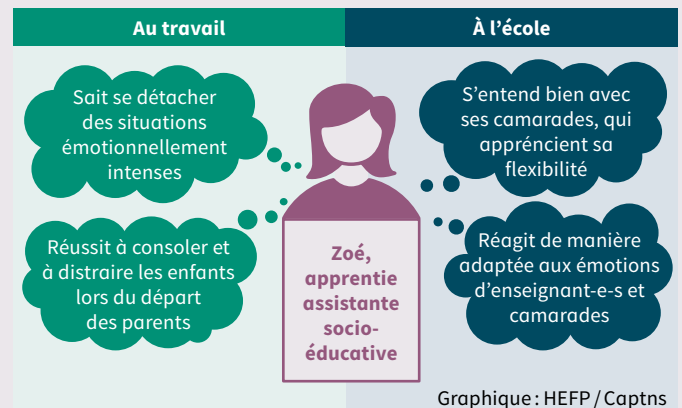 Au travail
À l'école
Sait se détacher
des situations
émotionnellement
intenses
S'entend bien avec
ses camarades, qui
appréncient sa
flexibilité
Réussit à consoler et
à distraire les enfants
lors du départ
des parents
Zoé,
apprentie
assistante
socio-
éducative
Réagit de manière
adaptée aux émotions
d'enseignant-e-s et
camarades
Graphique : HEFP / Captns